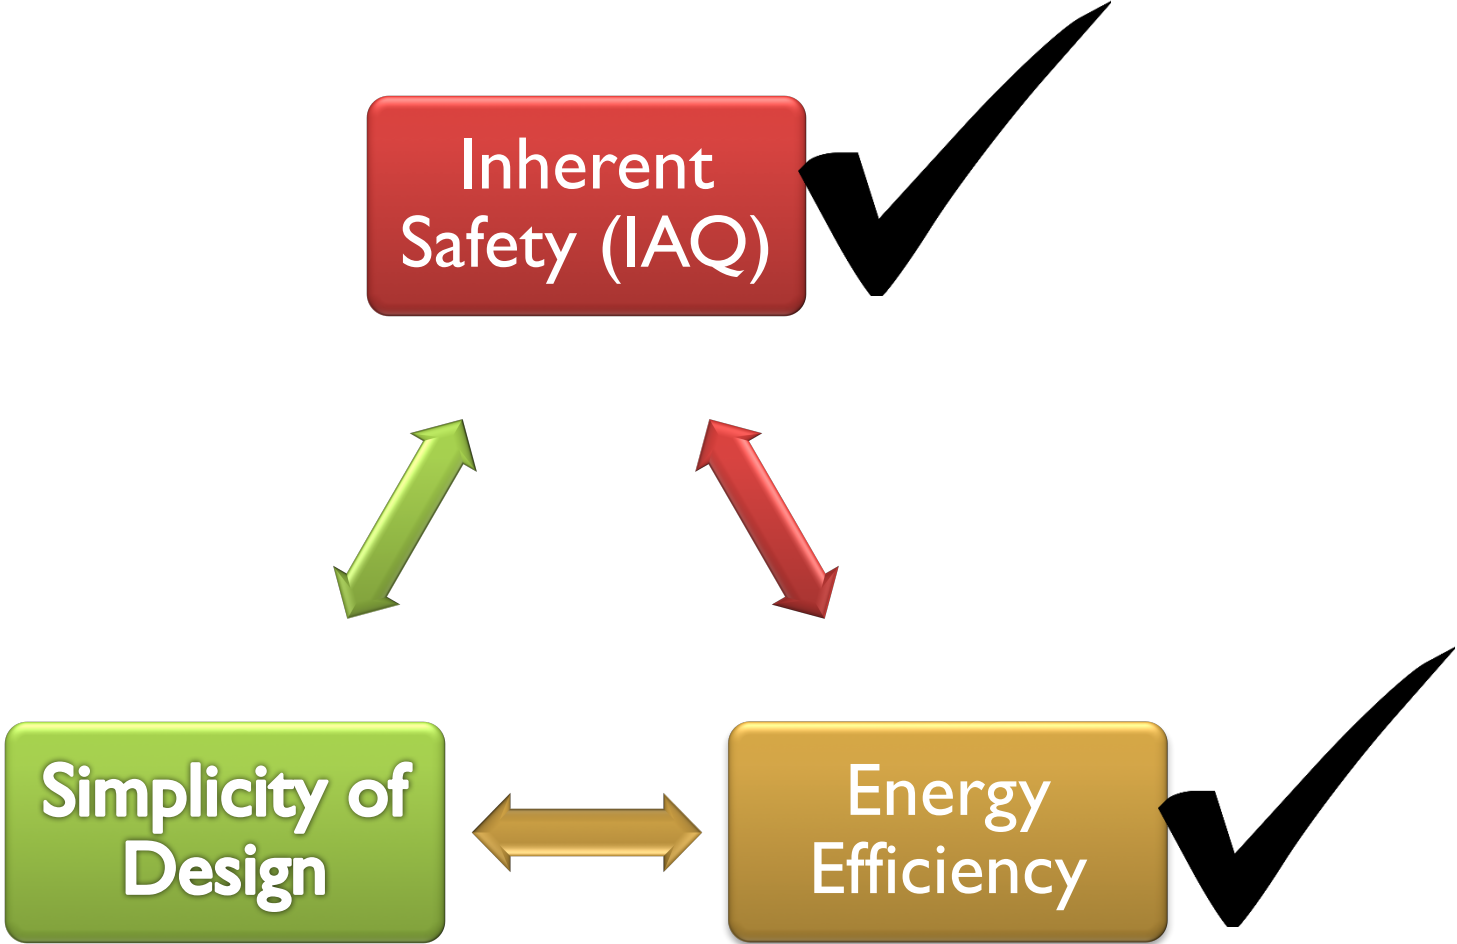 Inherent
Safety (IAQ)
Simplicity of
Design
Energy
Efficiency